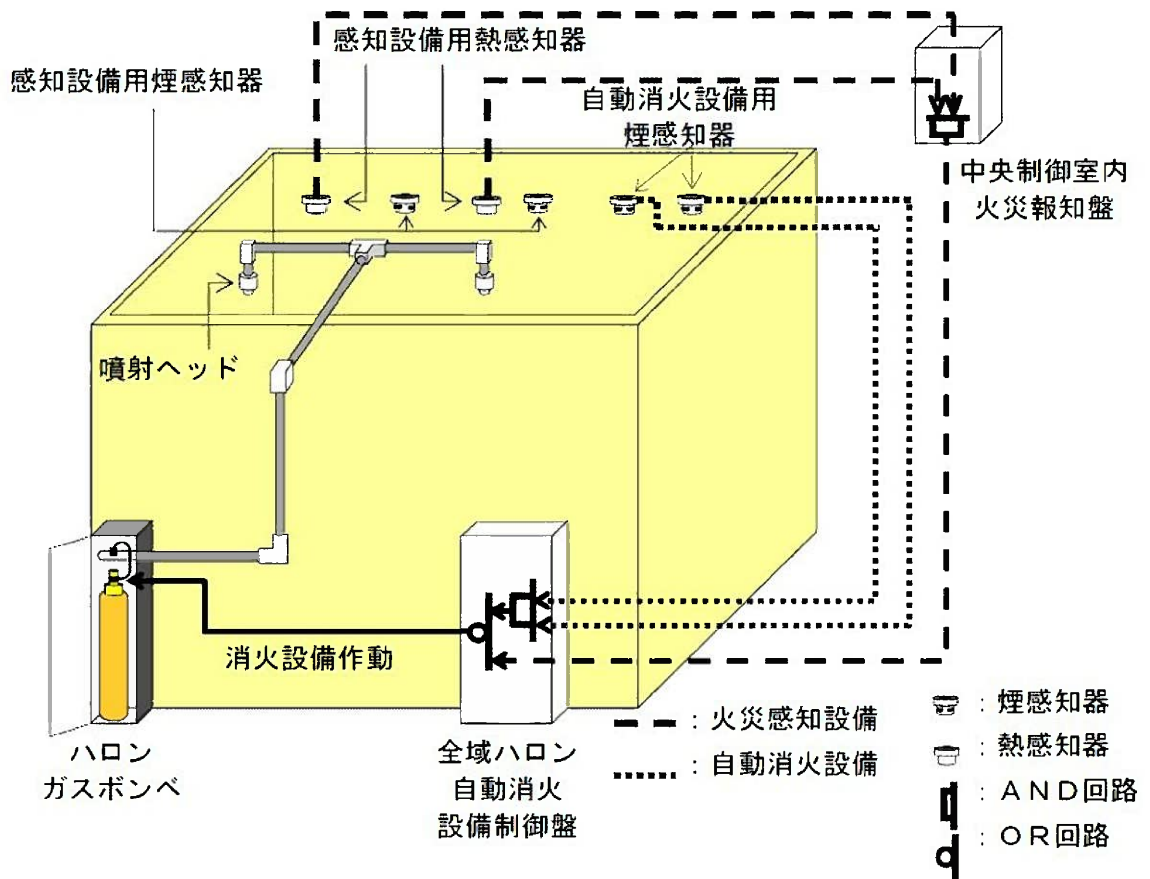 感知設備用熱感知器
感知設備用煙感知器
自動消火設備用
煙感知器
中央制御室内
火災報知盤
噴射ヘッド
消火設備作動
ハロン
ガスボンベ
全域ハロン
自動消火
設備制御盤
:火災感知設備
:自動消火設備
:煙感知器
:熱感知器
:AND回路
:OR回路